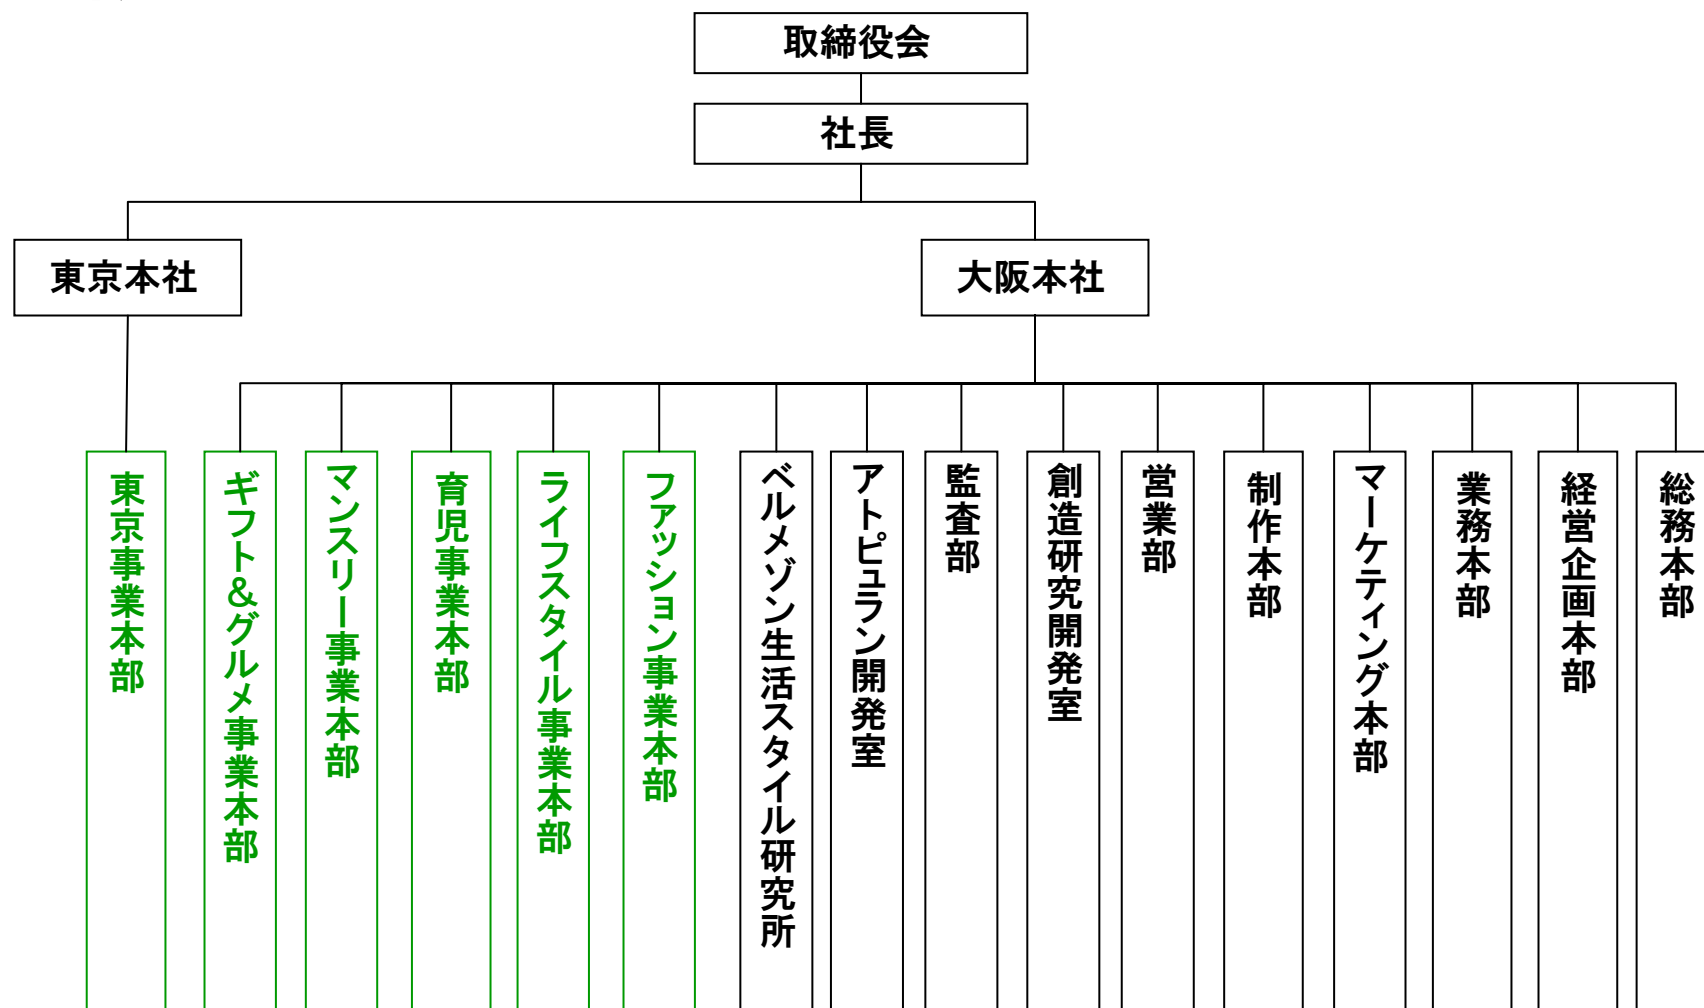 取締役会
社長
東京本社
大阪本社
東京事業本部
ギフト＆グルメ事業本部
マンスリー事業本部
育児事業本部
ライフスタイル事業本部
ファッション事業本部
ベルメゾン生活スタイル研究所
アトピュラン開発室
監査部
創造研究開発室
営業部
制作本部
マーケティング本部
業務本部
経営企画本部
総務本部